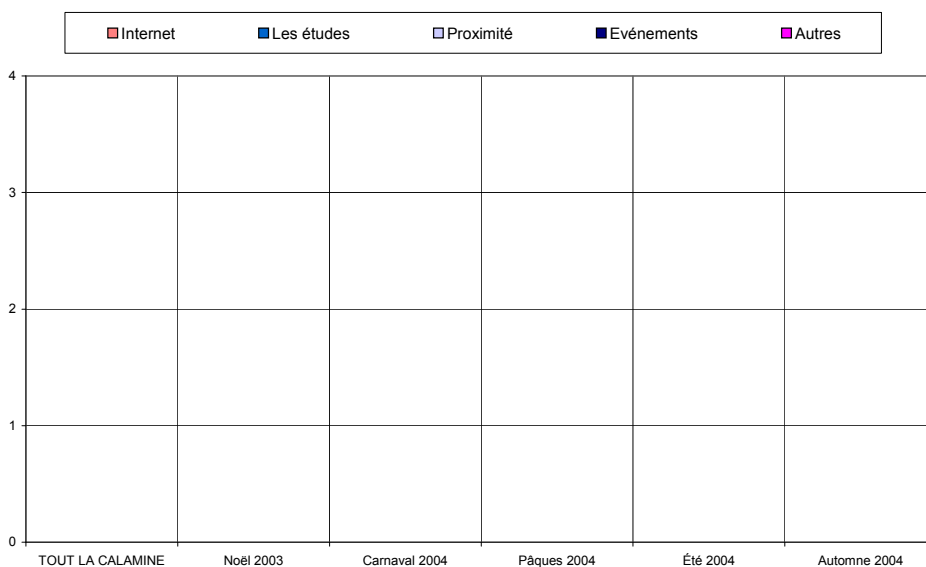 Internet Les études Proximité Evénements Autres
4
3
2
1
0
TOUT LA CALAMINE Noël 2003 Carnaval 2004 Pâques 2004 Été 2004 Automne 2004